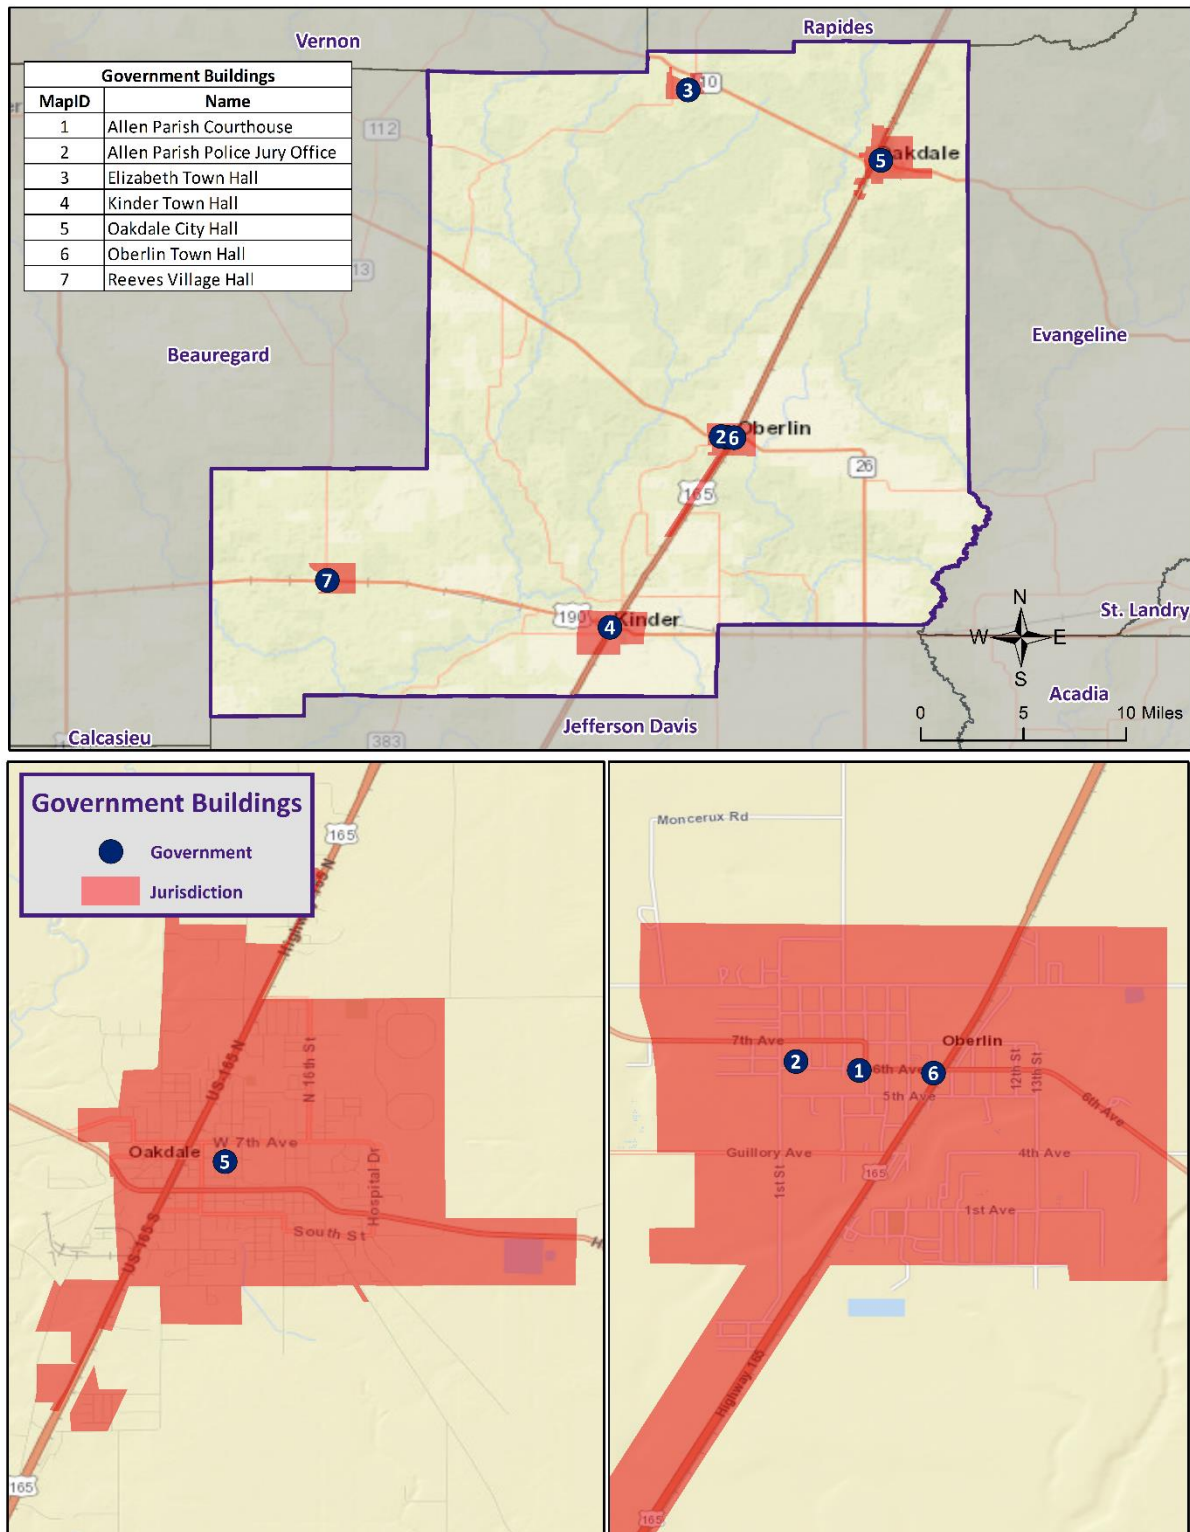 Vernon
Rapides
Government Buildings
MapID Name
1 Allen Parish Courthouse
2 Allen Parish Police Jury Office
3 Elizabeth Town Hall
4 Kinder Town Hall
5 Oakdale City Hall
6 Oberlin Town Hall
7 Reeves Village Hall
112
10
3
5
Oakdale
13
Beauregard
Evangeline
2
6
Oberlin
26
165
7
190
4
Kinder
N
W E
S
St. Landry
Acadia
0 5 10 Miles
Jefferson Davis
Calcasieu
383
Government Buildings
Government
Jurisdiction
165
Highway 165 N
US-165 N
N 16th St
W 7th Ave
Oakdale
5
Hospital Dr
South St
US-165 S
165
Moncerux Rd
7th Ave
Oberlin
2
1
6th Ave
6
12th St
13th St
5th Ave
6th Ave
Guillory Ave
4th Ave
165
1st St
1st Ave
Highway 165
165